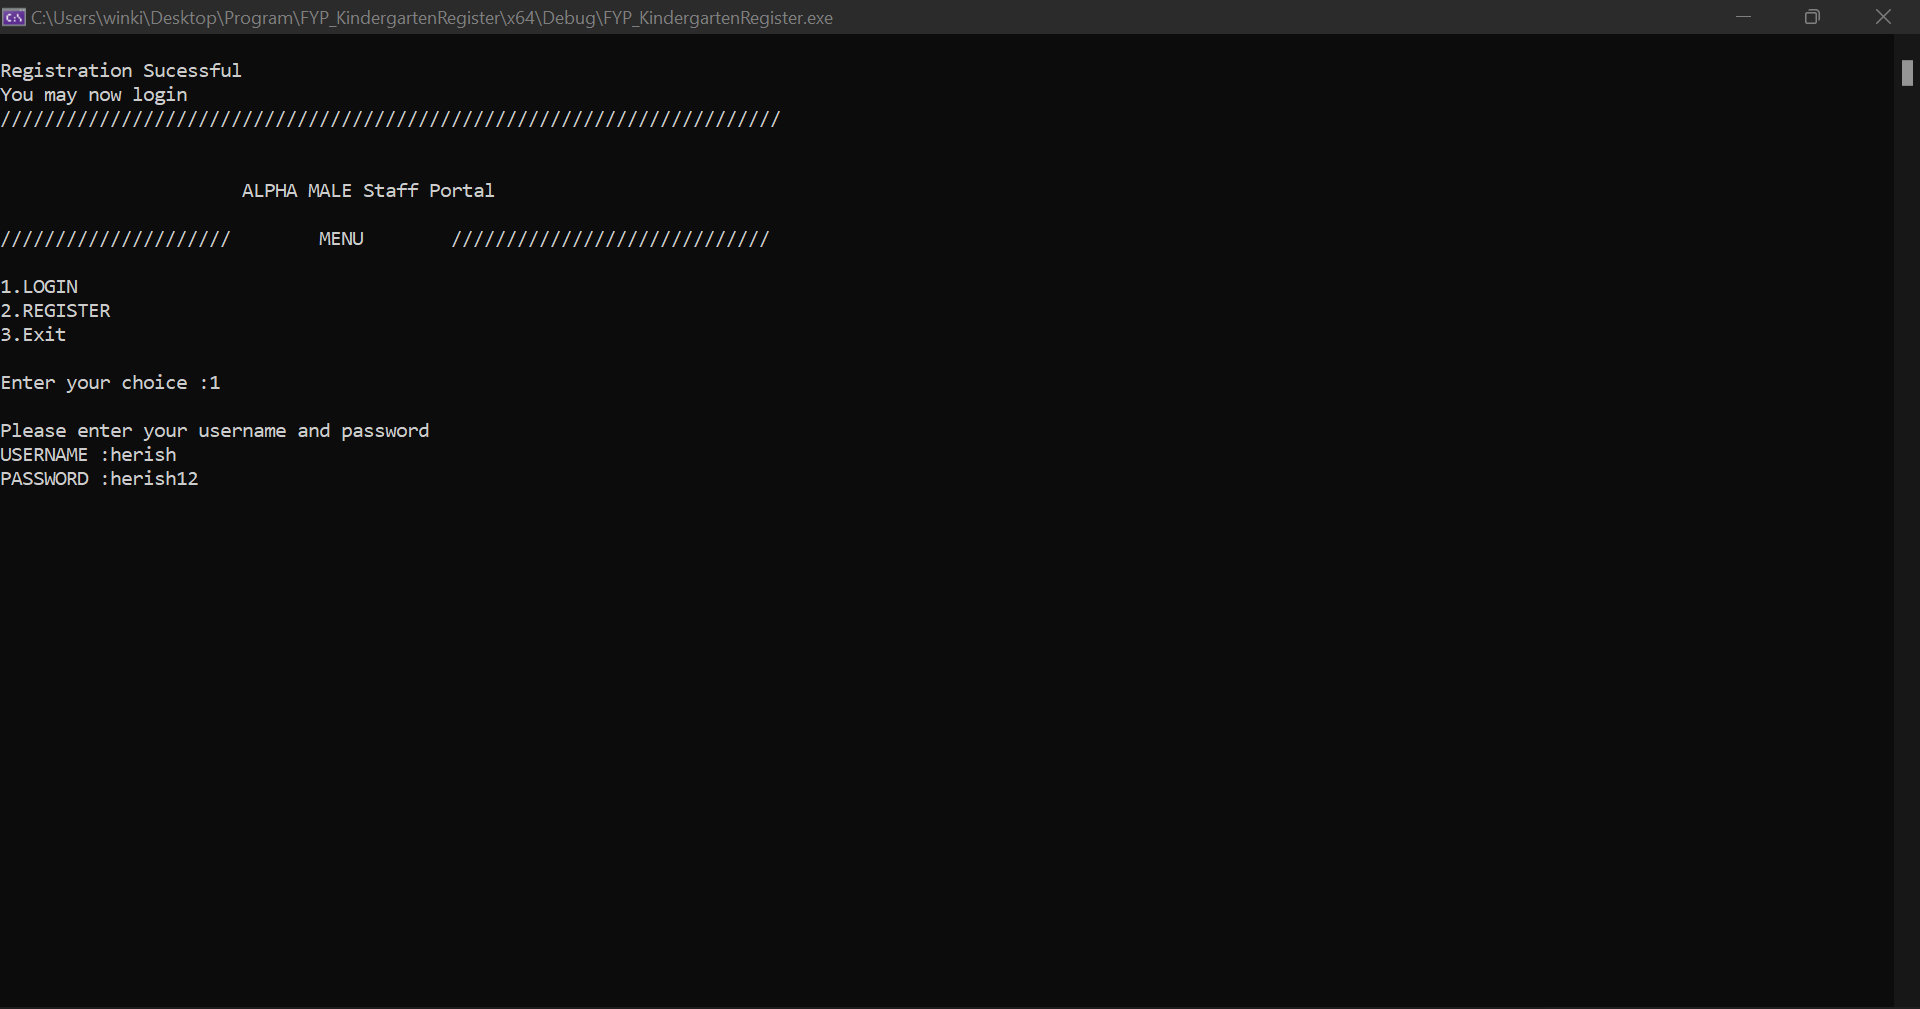 C:\Users\winki\Desktop\Program\FYP_KindergartenRegister\x64\Debug\FYP_KindergartenRegister.exe
Registration Sucessful
You may now login
///////////////////////////////////////////////////////////////////////
ALPHA MALE Staff Portal
/////////////////////        MENU        /////////////////////////////
1.LOGIN
2.REGISTER
3.Exit
Enter your choice :1
Please enter your username and password
USERNAME :herish
PASSWORD :herish12